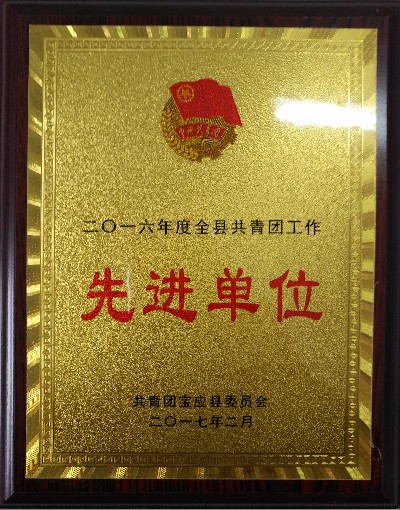 二〇一六年度全县共青团工作
先进单位
共青团宝应县委员会
二〇一七年二月